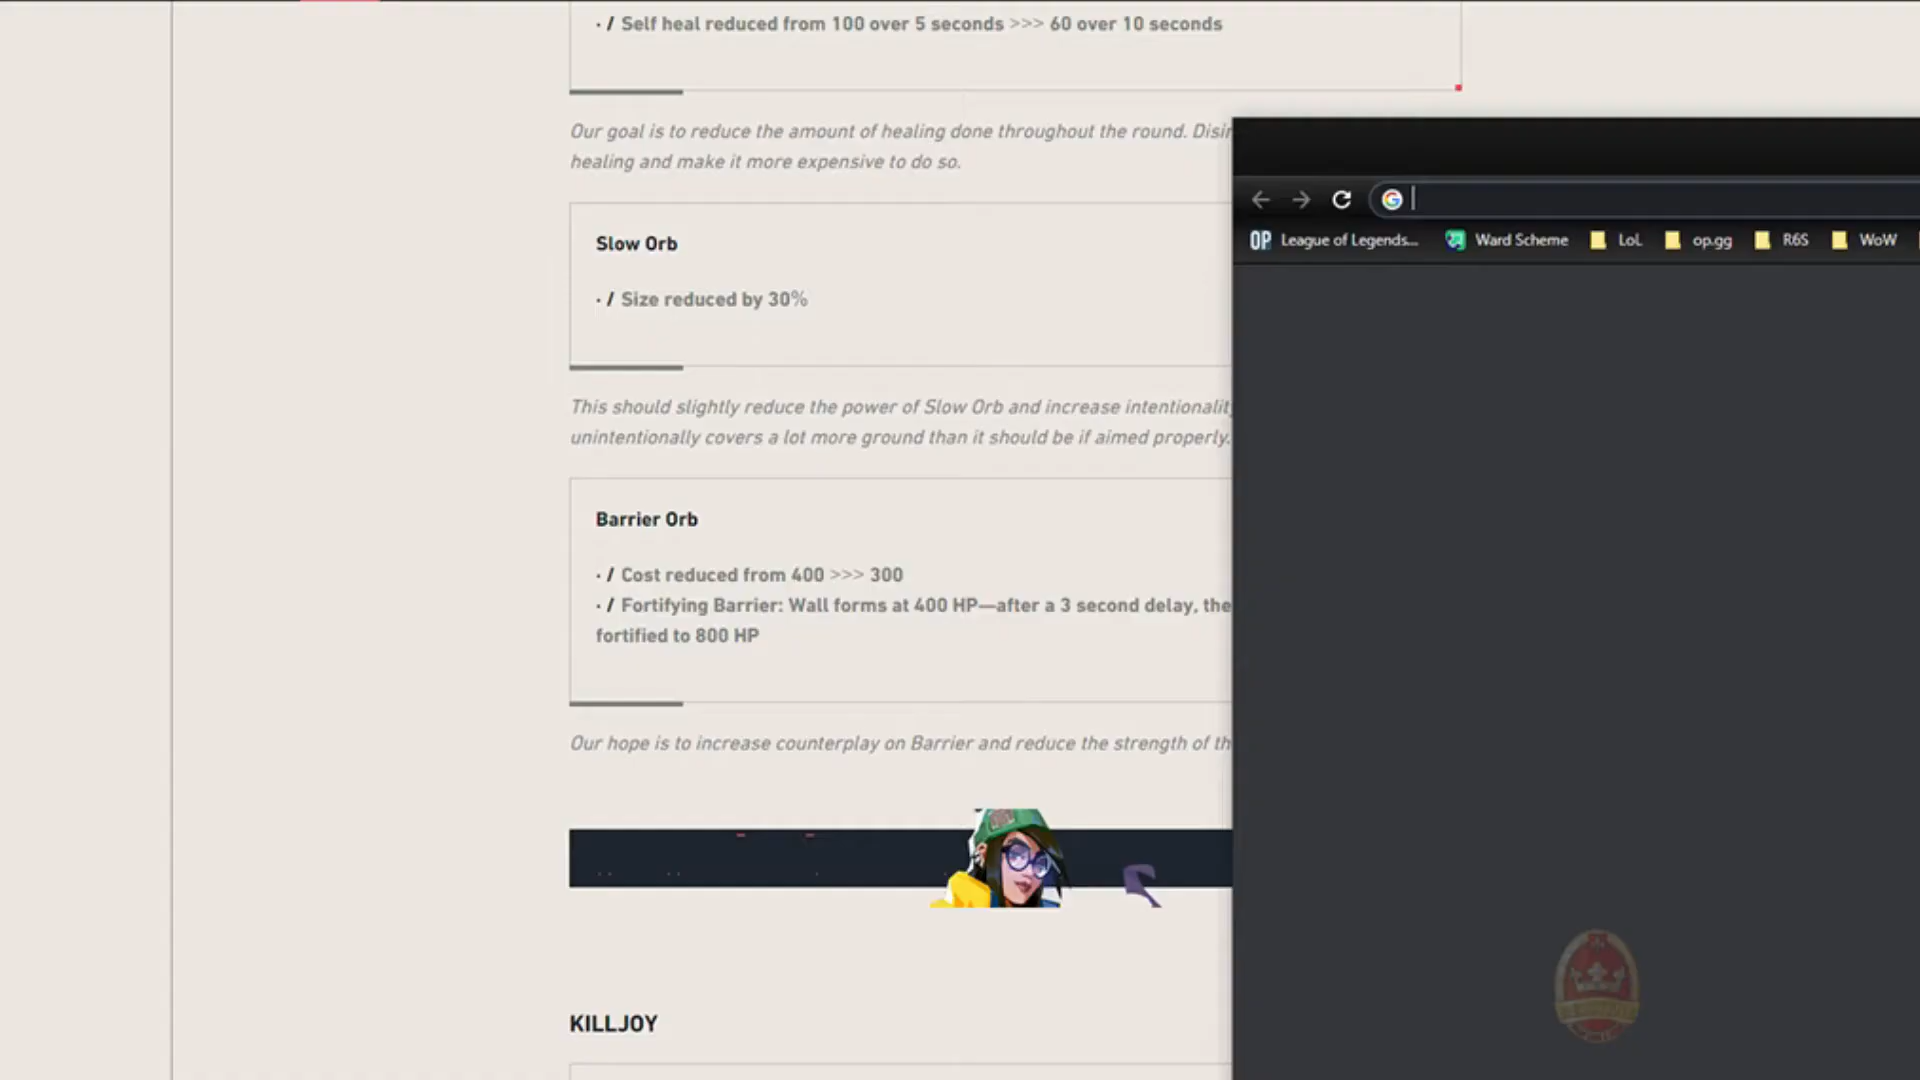 · / Self heal reduced from 100 over 5 seconds >>> 60 over 10 seconds
Our goal is to reduce the amount of healing done throughout the round.
healing and make it more expensive to do so.
Slow Orb
· / Size reduced by 30%
This should slightly reduce the power of Slow Orb and increase intentionality
unintentionally covers a lot more ground than it should be if aimed properly.
Barrier Orb
· / Cost reduced from 400 >>> 300
· / Fortifying Barrier: Wall forms at 400 HP—after a 3 second delay, the
fortified to 800 HP
Our hope is to increase counterplay on Barrier and reduce the strength of
KILLJOY
OP League of Legends... Ward Scheme LoL op.gg R6S WoW